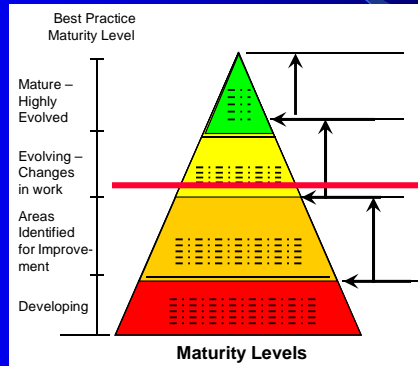 Best Practice
Maturity Level
Mature –
Highly
Evolved
Evolving –
Changes
in work
Areas
Identified
for Improve-
ment
Developing
Maturity Levels